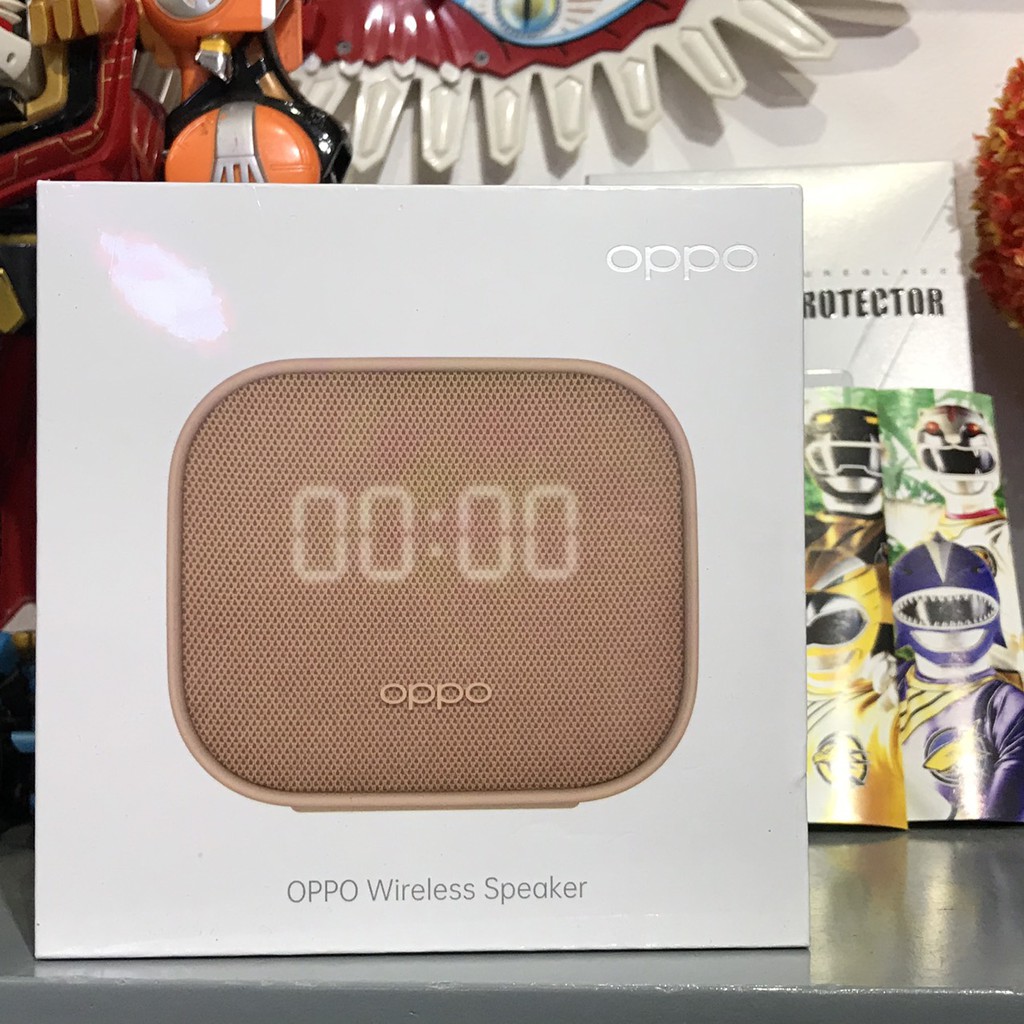 oppo
ROTECTOR
00:00
oppo
OPPO Wireless Speaker